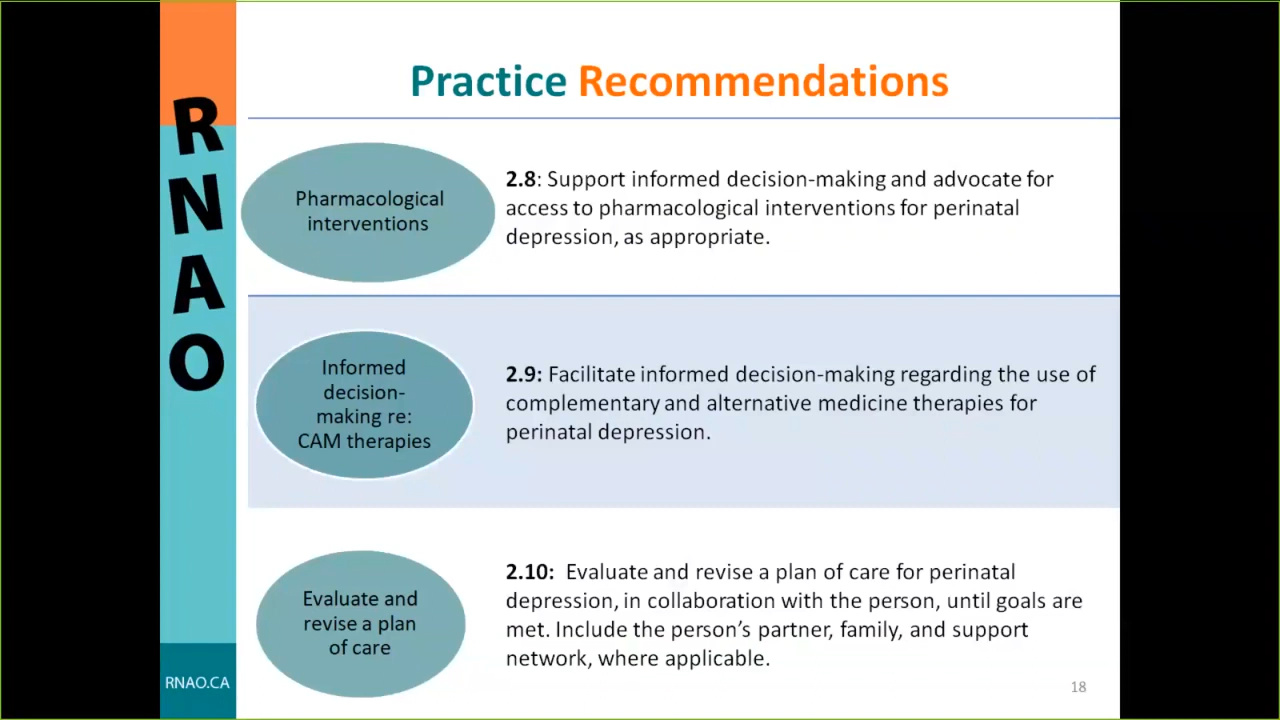 Practice Recommendations
R
N
A
O
RNAO.CA
Pharmacological
interventions
2.8: Support informed decision-making and advocate for
access to pharmacological interventions for perinatal
depression, as appropriate.
Informed
decision-
making re:
CAM therapies
2.9: Facilitate informed decision-making regarding the use of
complementary and alternative medicine therapies for
perinatal depression.
Evaluate and
revise a plan
of care
2.10: Evaluate and revise a plan of care for perinatal
depression, in collaboration with the person, until goals are
met. Include the person’s partner, family, and support
network, where applicable.
18